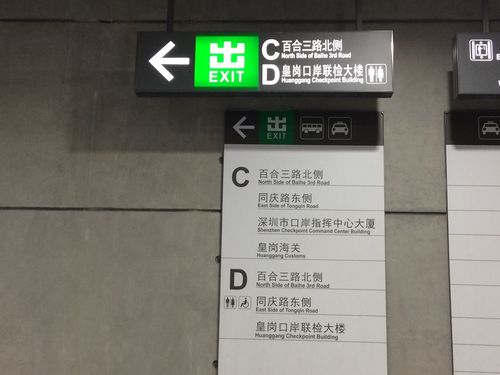 出 C 百合三路北侧
North Side of Baihe 3rd Road
EXIT D 皇岗口岸联检大楼
Huanggang Checkpoint Building
出
EXIT
C 百合三路北侧
North Side of Baihe 3rd Road
同庆路东侧
East Side of Tongqin Road
深圳市口岸指挥中心大厦
Shenzhen Checkpoint Command Center Building
皇岗海关
Huanggang Customs
D 百合三路北侧
North Side of Baihe 3rd Road
同庆路东侧
East Side of Tongqin Road
皇岗口岸联检大楼
Huanggang Checkpoint Building